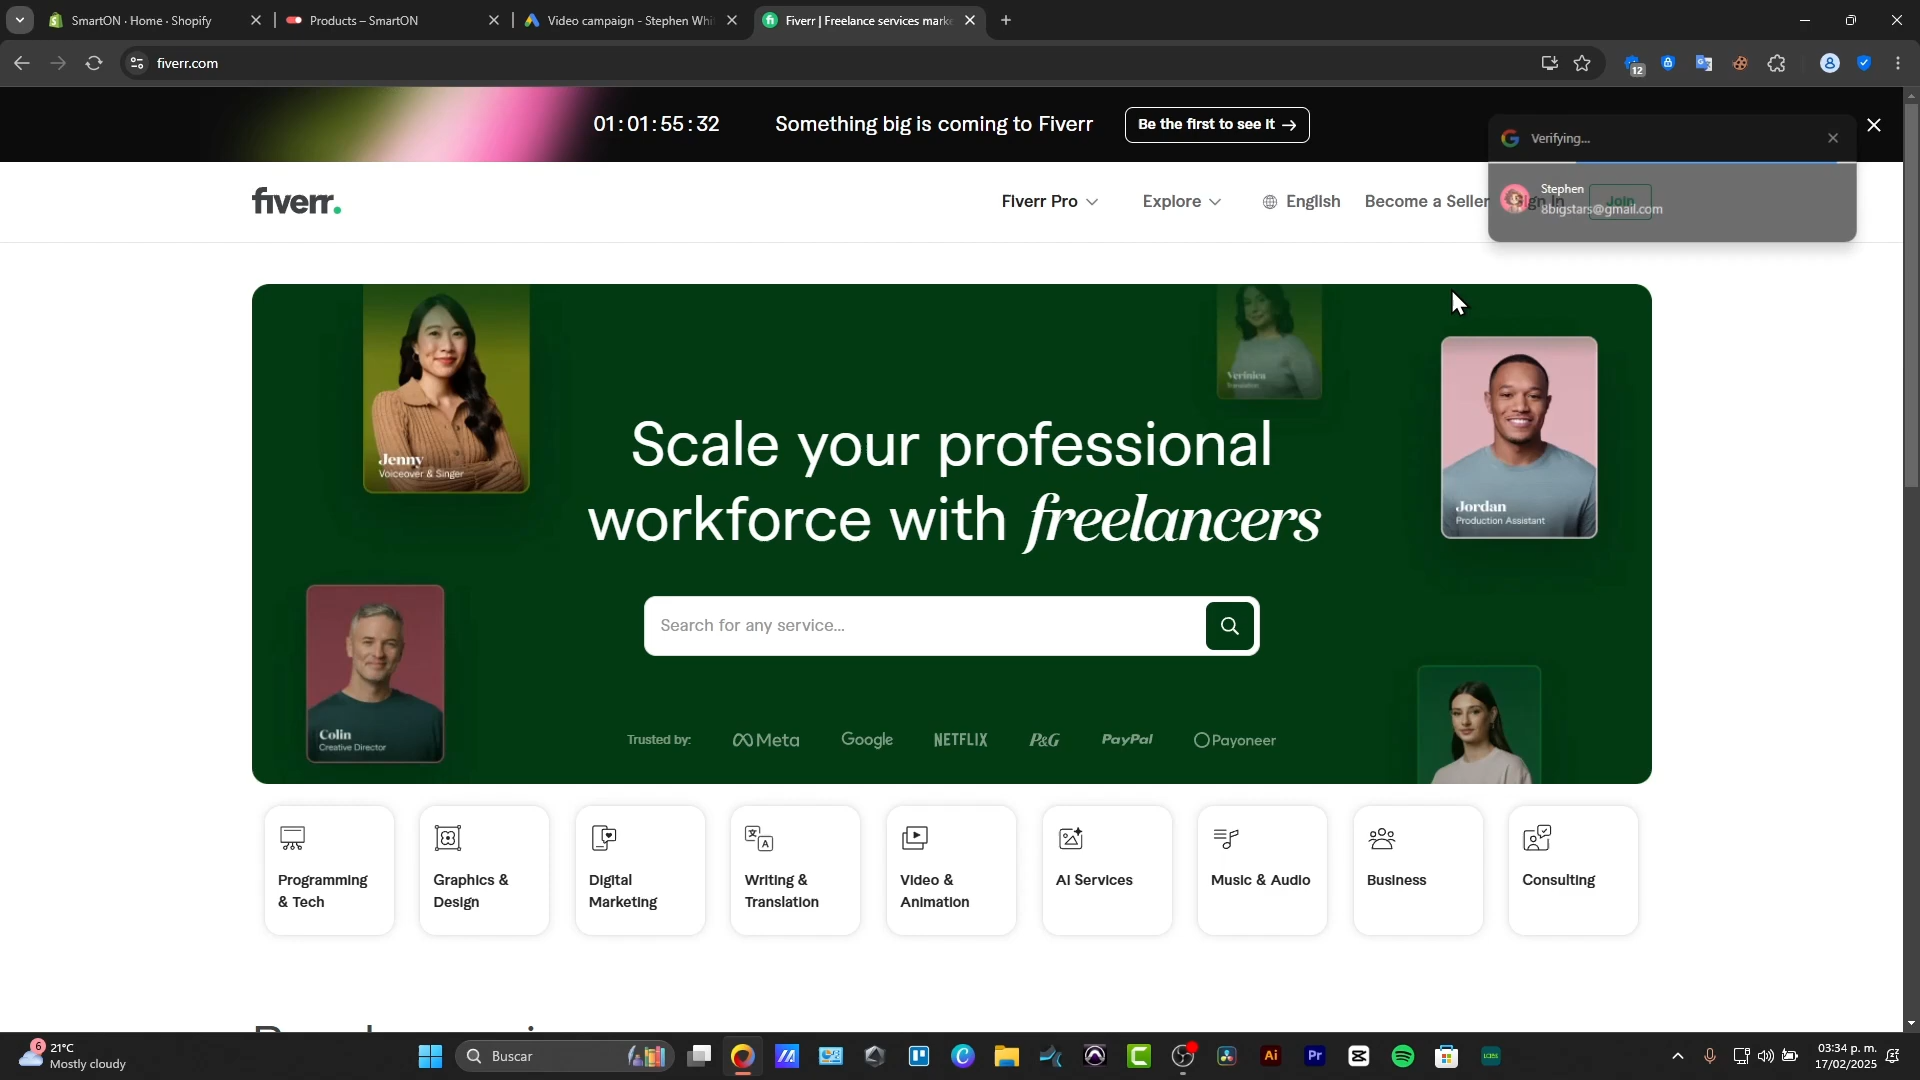 SmartON · Home · Shopify
Products – SmartON
Video campaign - Stephen Whi
Fiverr | Freelance services mark
fiverr.com
12
01:01:55:32
Something big is coming to Fiverr
Be the first to see it →
Verifying...
Stephen
8bigstars@gmail.com
fiverr.
Fiverr Pro
Explore
English
Become a Seller
Join
Jenny
Voiceover & Singer
Translation
Scale your professional
workforce with freelancers
Jordan
Production Assistant
Search for any service...
Colin
Creative Director
Trusted by:
Meta
Google
NETFLIX
P&G
PayPal
Payoneer
Programming
& Tech
Graphics &
Design
Digital
Marketing
Writing &
Translation
Video &
Animation
AI Services
Music & Audio
Business
Consulting
6
21°C
Mostly cloudy
Buscar
Ai
Pr
03:34 p. m.
17/02/2025